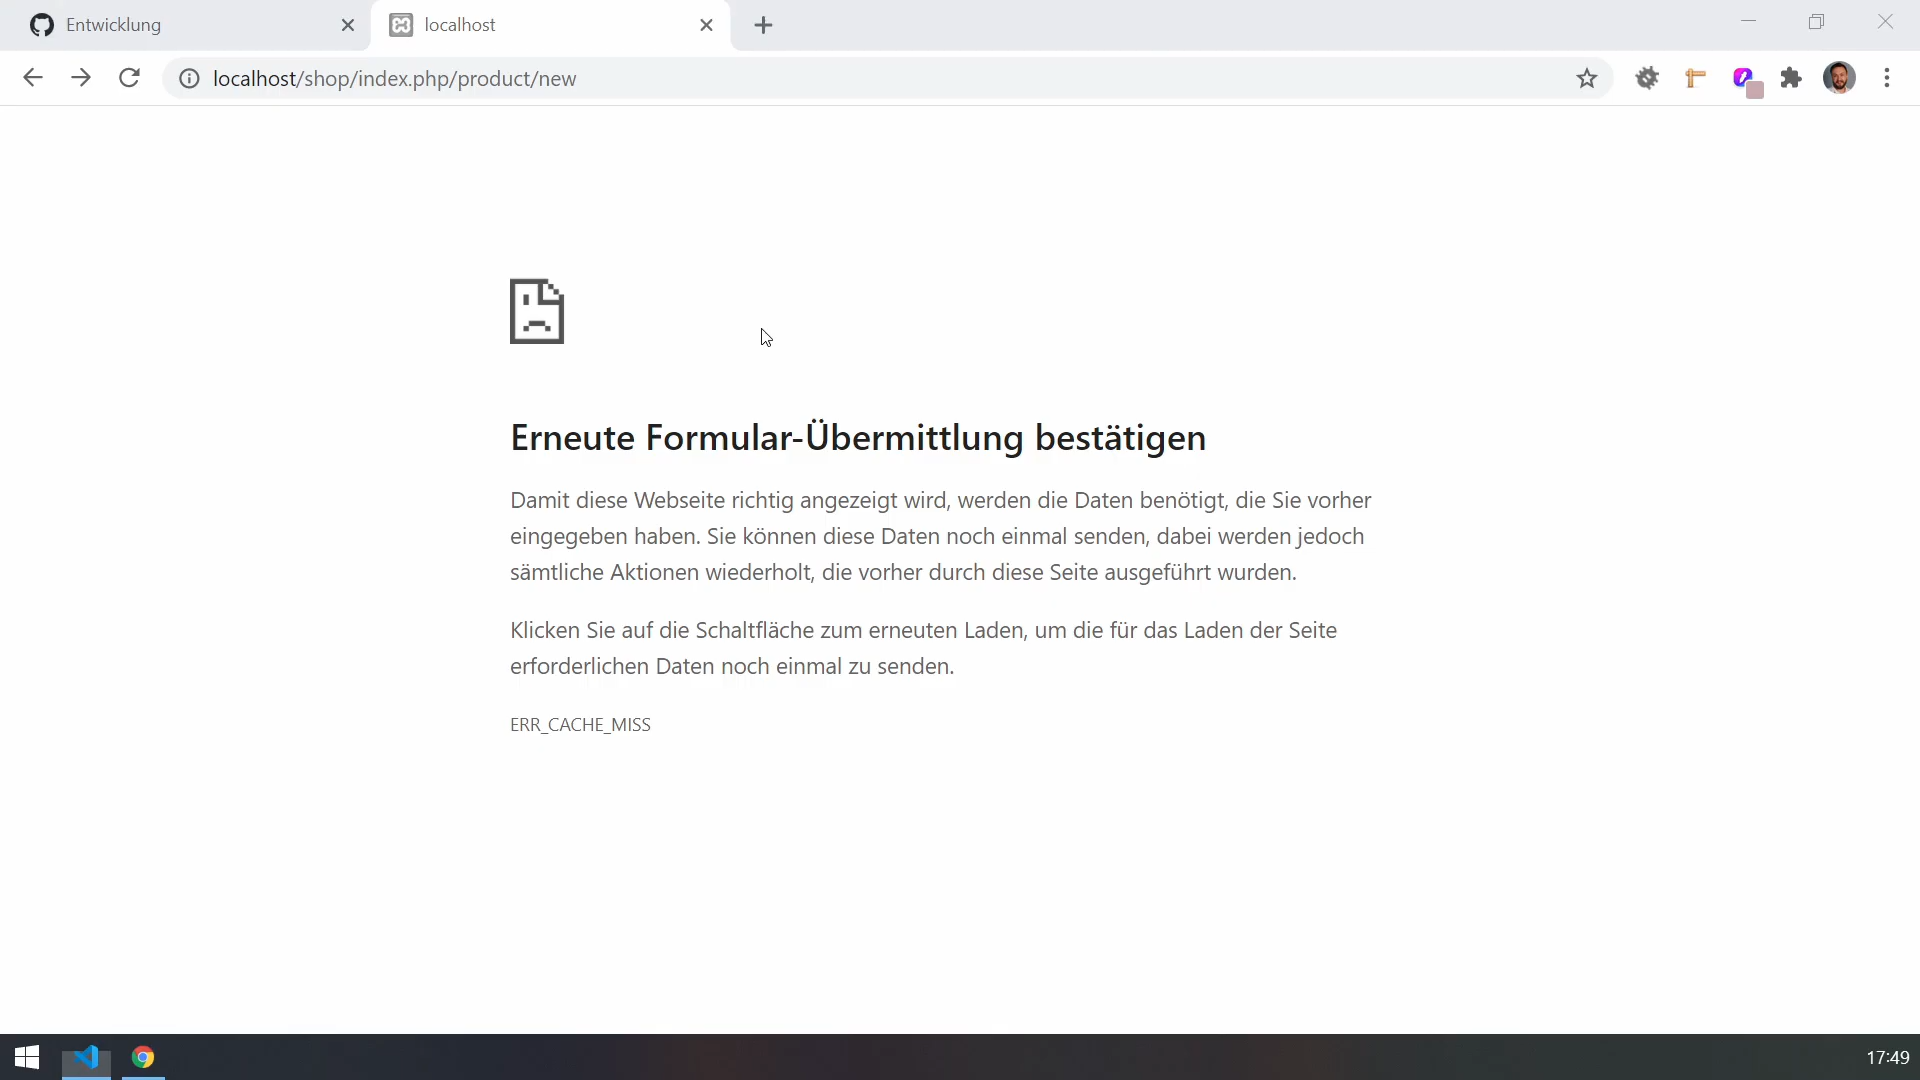 Entwicklung
localhost
localhost/shop/index.php/product/new
Erneute Formular-Übermittlung bestätigen
Damit diese Webseite richtig angezeigt wird, werden die Daten benötigt, die Sie vorher
eingegeben haben. Sie können diese Daten noch einmal senden, dabei werden jedoch
sämtliche Aktionen wiederholt, die vorher durch diese Seite ausgeführt wurden.
Klicken Sie auf die Schaltfläche zum erneuten Laden, um die für das Laden der Seite
erforderlichen Daten noch einmal zu senden.
ERR_CACHE_MISS
17:49